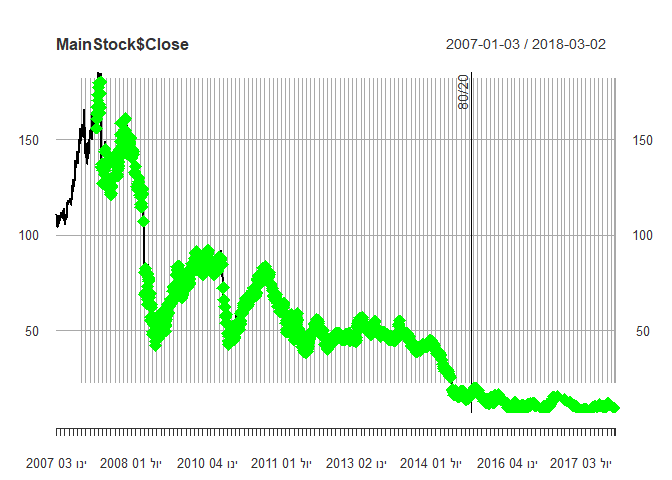 MainStock$Close
2007-01-03 / 2018-03-02
80/20
150
150
100
100
50
50
ינו 03 2007
יול 01 2008
ינו 04 2010
יול 01 2011
ינו 02 2013
יול 01 2014
ינו 04 2016
יול 03 2017